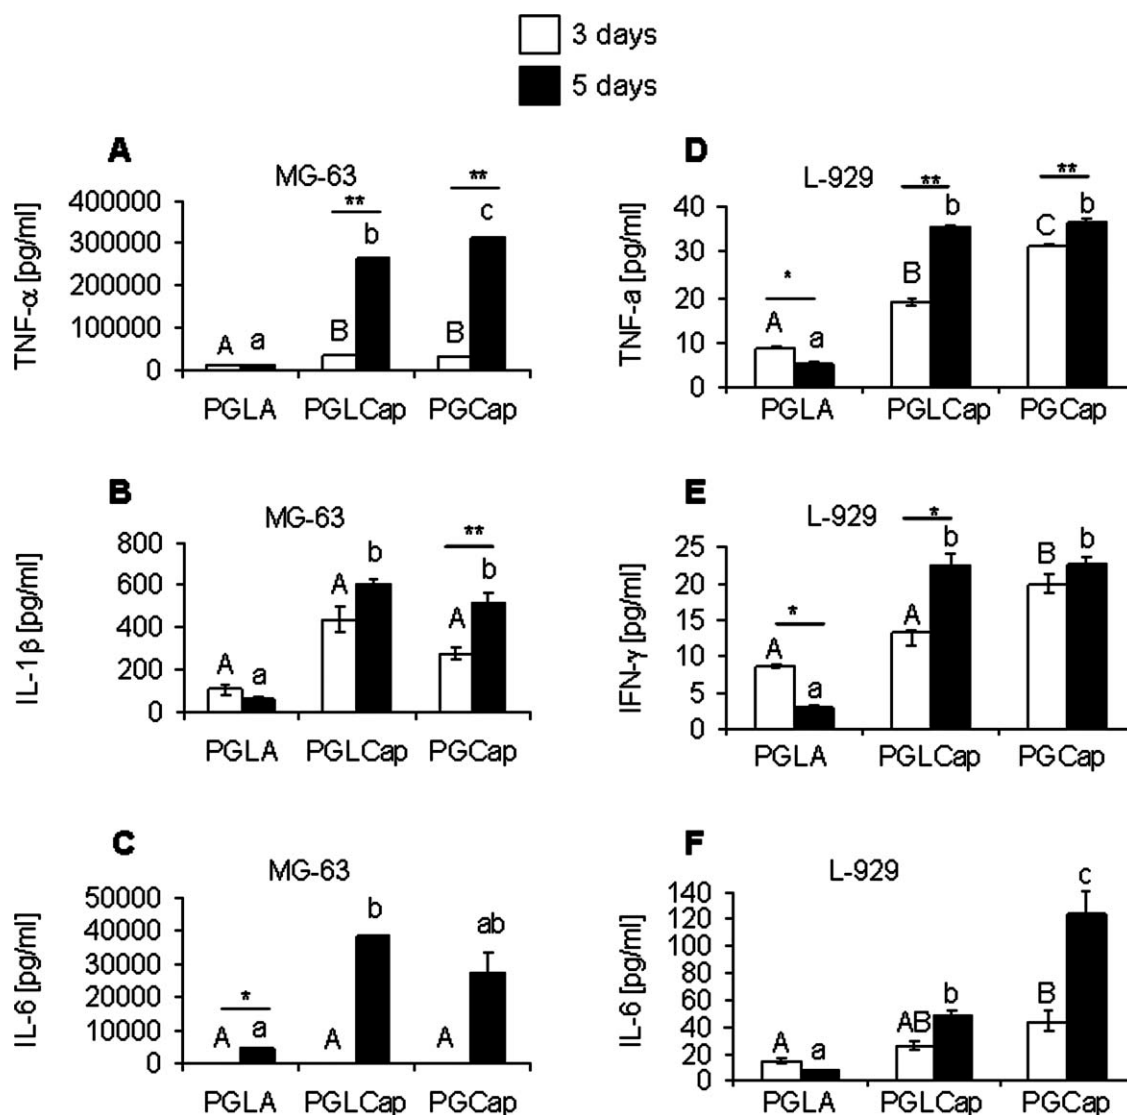 3 days
5 days
A
MG-63
TNF-α [pg/ml]
400000
300000
200000
100000
0
A
a
B
b
**
B
c
**
PGLA
PGLCap
PGCap
D
L-929
TNF-a [pg/ml]
40
30
20
10
0
*
A
a
**
B
b
**
C
b
PGLA
PGLCap
PGCap
B
MG-63
IL-1β [pg/ml]
800
600
400
200
0
A
a
A
b
**
A
b
PGLA
PGLCap
PGCap
E
L-929
IFN-γ [pg/ml]
25
20
15
10
5
0
*
A
a
*
A
b
B
b
PGLA
PGLCap
PGCap
C
MG-63
IL-6 [pg/ml]
50000
40000
30000
20000
10000
0
*
A
a
A
b
A
ab
PGLA
PGLCap
PGCap
F
L-929
IL-6 [pg/ml]
140
120
100
80
60
40
20
0
A
a
AB
b
B
c
PGLA
PGLCap
PGCap